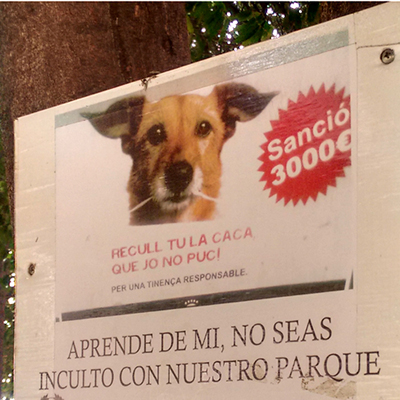 Sanció
3000€
RECULL TU LA CACA,
QUE JO NO PUC!
PER UNA TINENÇA RESPONSABLE.
APRENDE DE MI, NO SEAS
INCULTO CON NUESTRO PARQUE